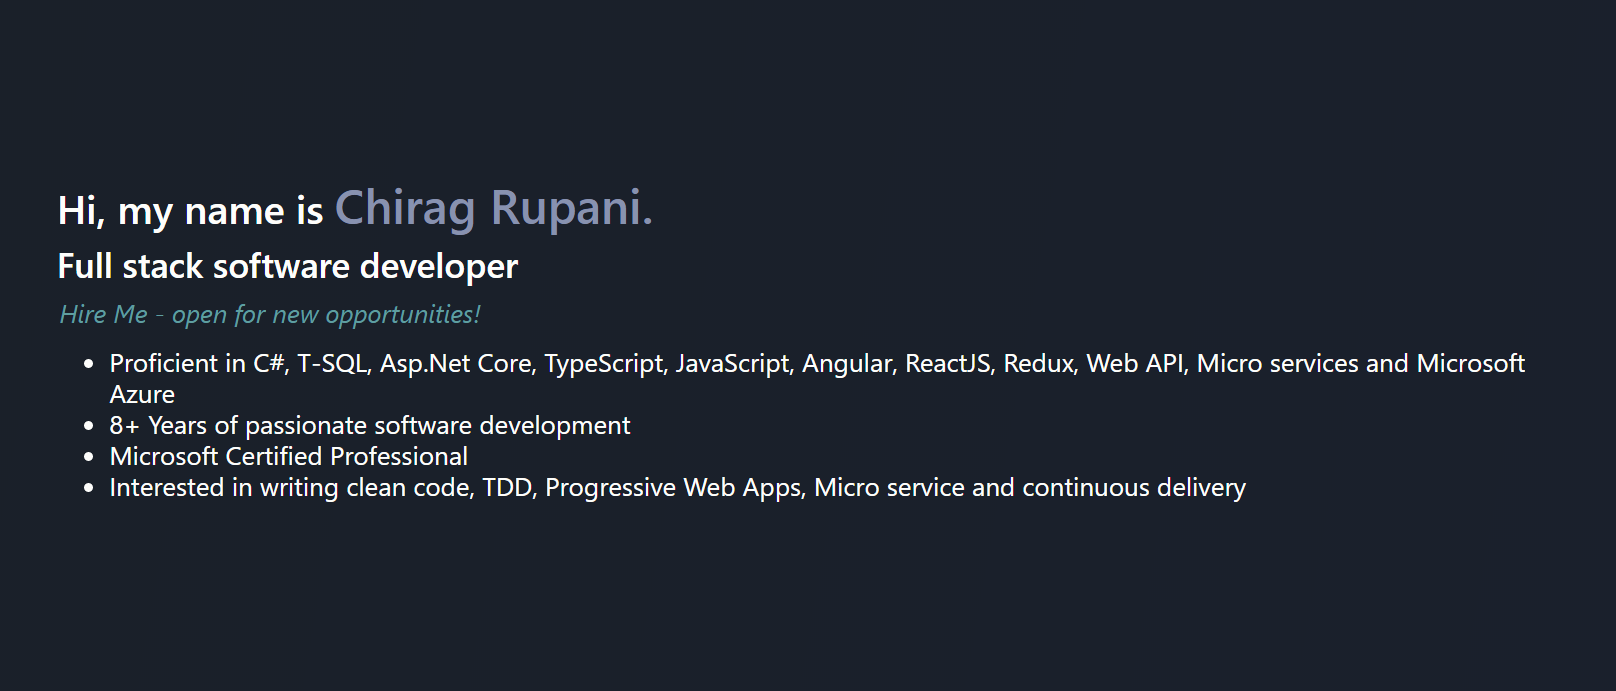 Hi, my name is Chirag Rupani.
Full stack software developer
Hire Me - open for new opportunities!
• Proficient in C#, T-SQL, Asp.Net Core, TypeScript, JavaScript, Angular, ReactJS, Redux, Web API, Micro services and Microsoft
Azure
• 8+ Years of passionate software development
• Microsoft Certified Professional
• Interested in writing clean code, TDD, Progressive Web Apps, Micro service and continuous delivery